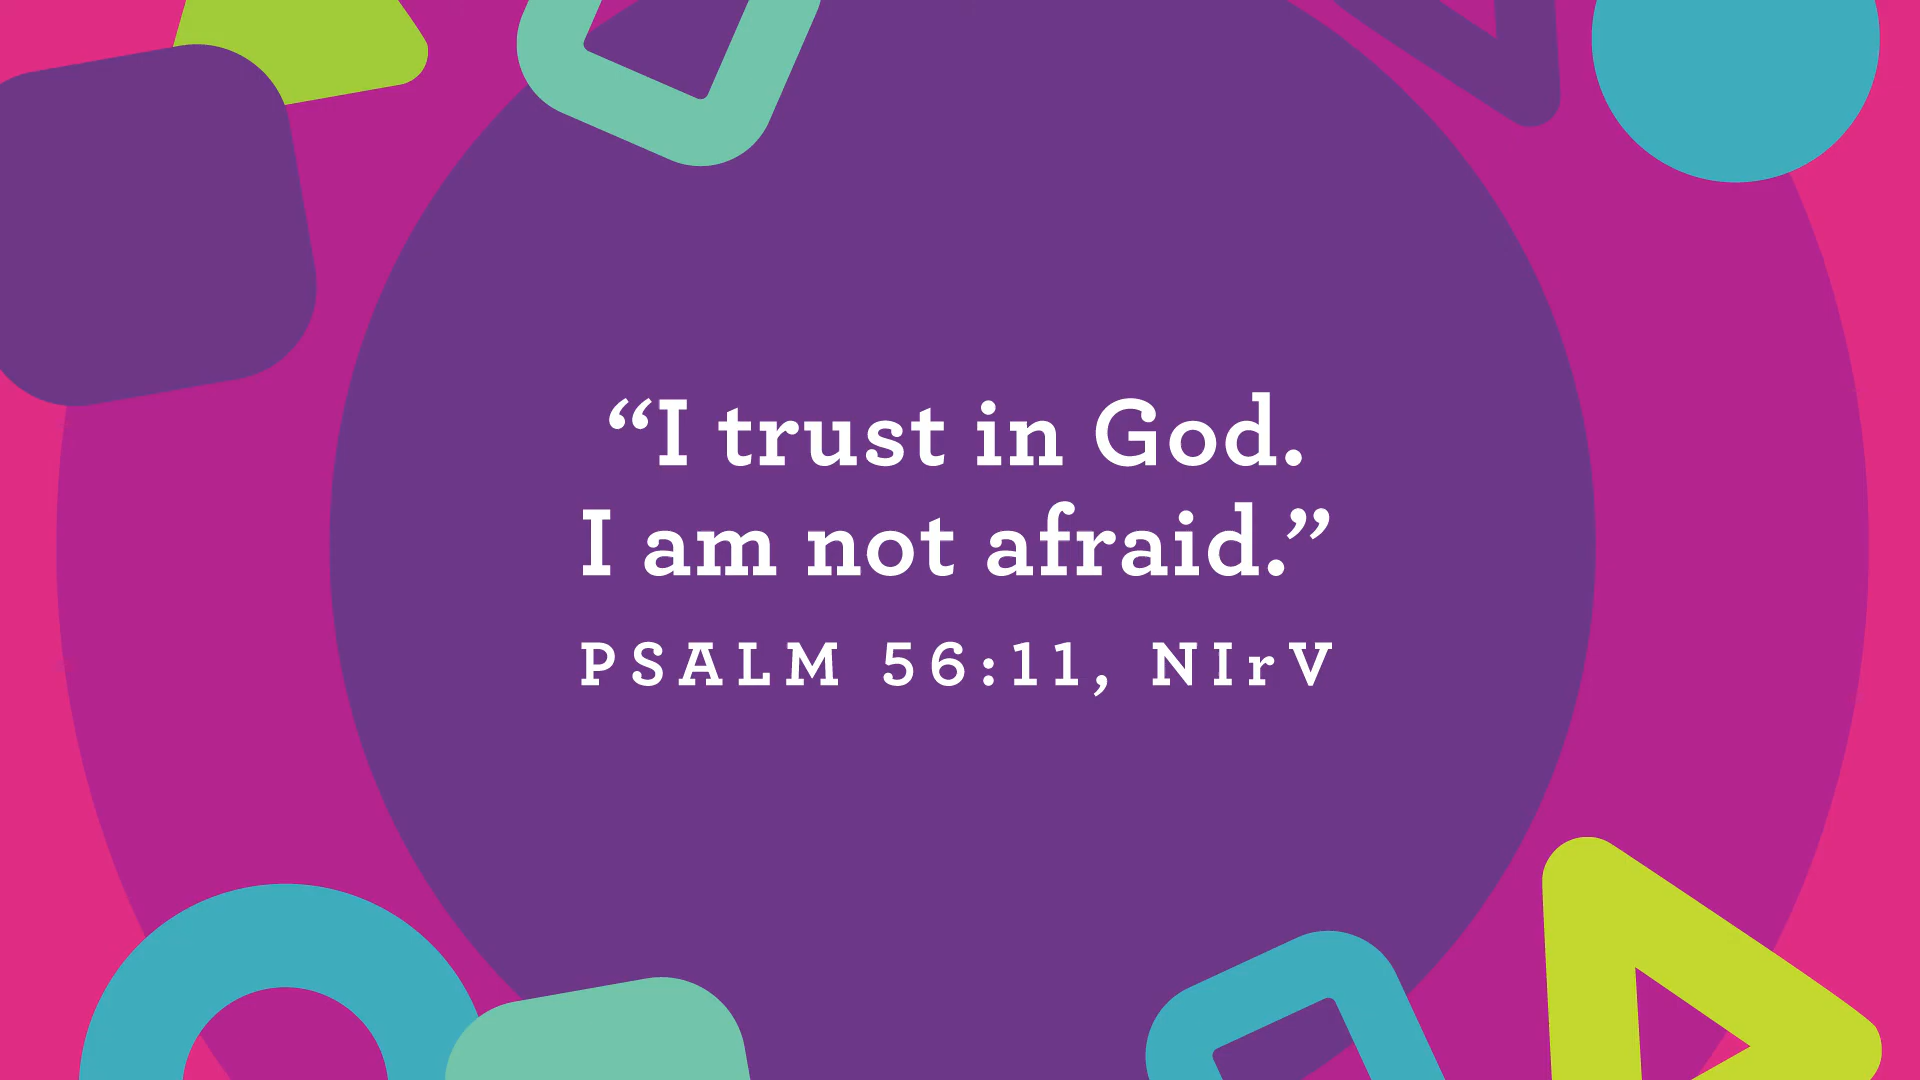 “I trust in God.
I am not afraid.”
PSALM 56:11, NIrV